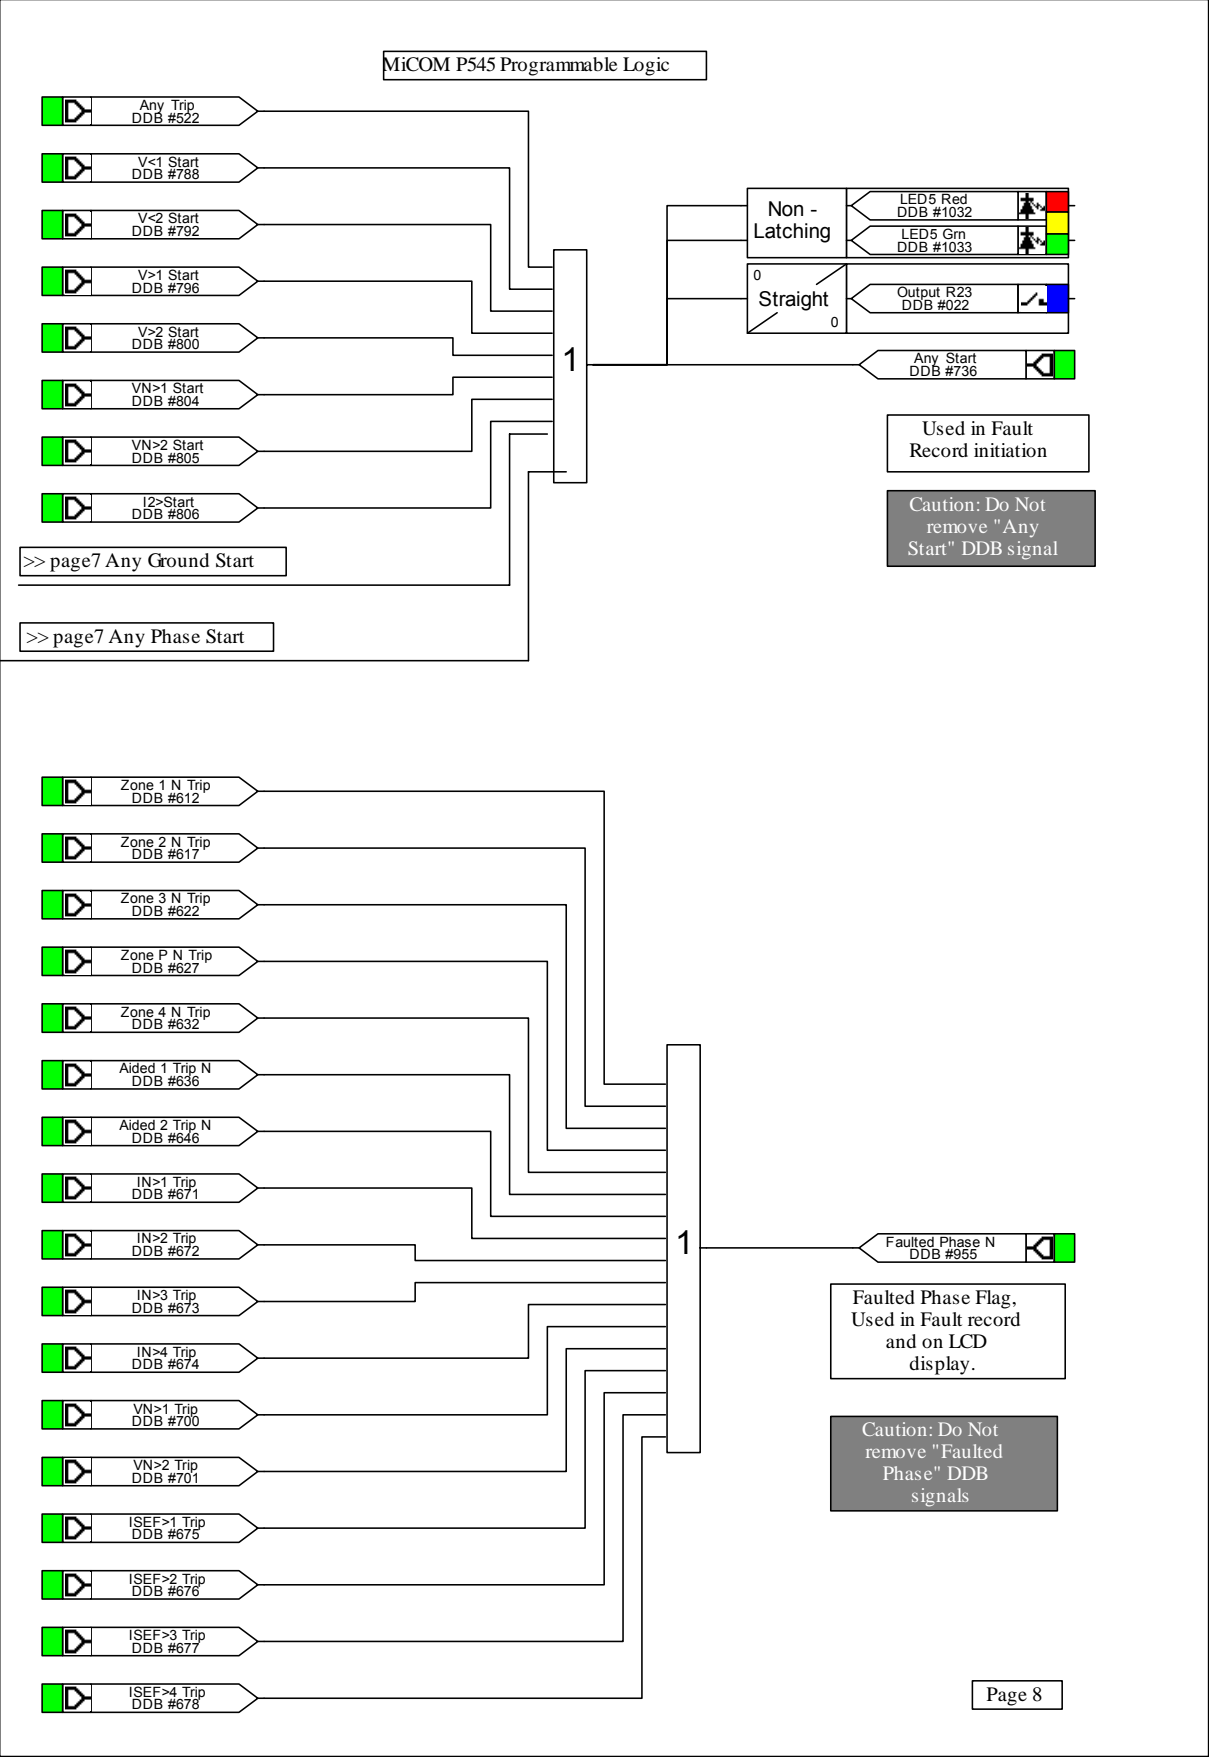 MiCOM P545 Programmable Logic
Any Trip
DDB #522
V<1 Start
DDB #788
V<2 Start
DDB #792
V>1 Start
DDB #796
V>2 Start
DDB #800
VN>1 Start
DDB #804
VN>2 Start
DDB #805
I2>Start
DDB #806
>> page7 Any Ground Start
>> page7 Any Phase Start
1
Non -
Latching
LED5 Red
DDB #1032
LED5 Grn
DDB #1033
0
Straight
0
Output R23
DDB #022
Any Start
DDB #736
Used in Fault
Record initiation
Caution: Do Not
remove "Any
Start" DDB signal
Zone 1 N Trip
DDB #612
Zone 2 N Trip
DDB #617
Zone 3 N Trip
DDB #622
Zone P N Trip
DDB #627
Zone 4 N Trip
DDB #632
Aided 1 Trip N
DDB #636
Aided 2 Trip N
DDB #646
IN>1 Trip
DDB #671
IN>2 Trip
DDB #672
IN>3 Trip
DDB #673
IN>4 Trip
DDB #674
VN>1 Trip
DDB #700
VN>2 Trip
DDB #701
ISEF>1 Trip
DDB #675
ISEF>2 Trip
DDB #676
ISEF>3 Trip
DDB #677
ISEF>4 Trip
DDB #678
1
Faulted Phase N
DDB #955
Faulted Phase Flag,
Used in Fault record
and on LCD
display.
Caution: Do Not
remove "Faulted
Phase" DDB
signals
Page 8